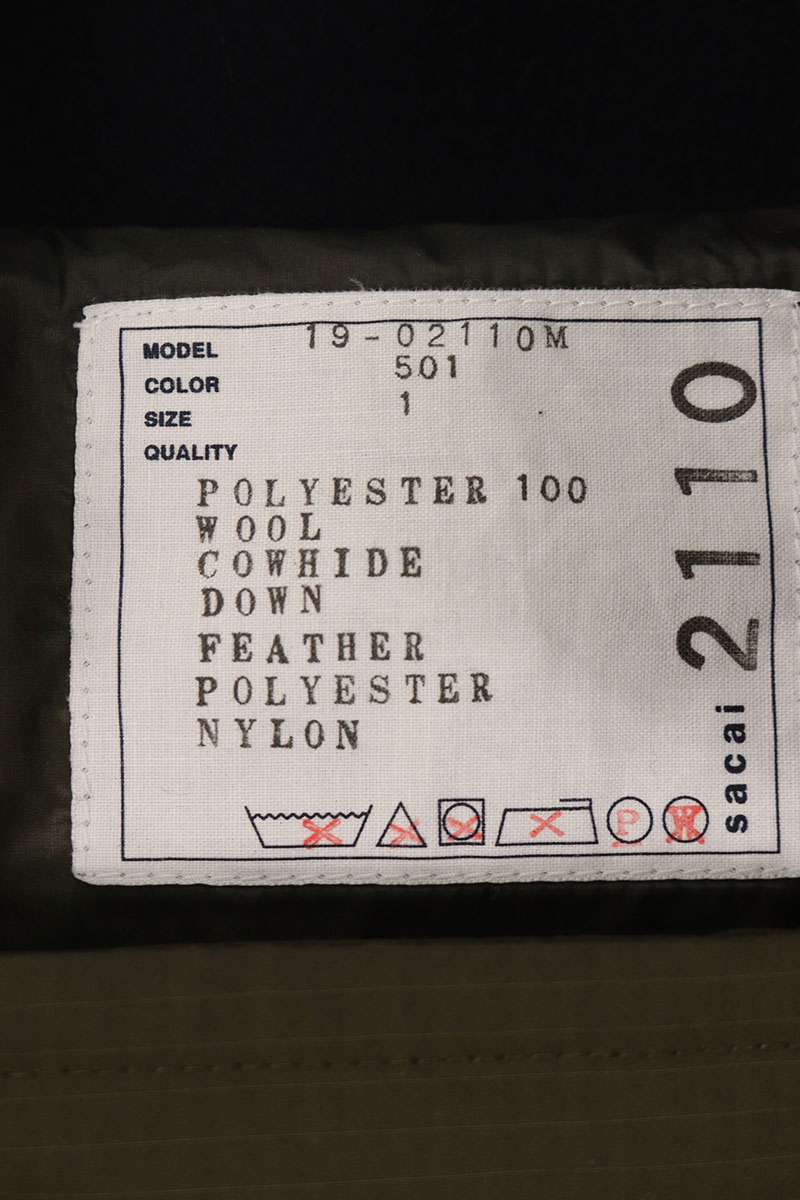 MODEL 19-02110M
COLOR 501
SIZE 1
QUALITY
POLYESTER 100
WOOL
COWHIDE
DOWN
FEATHER
POLYESTER
NYLON
P W
sacai 2110